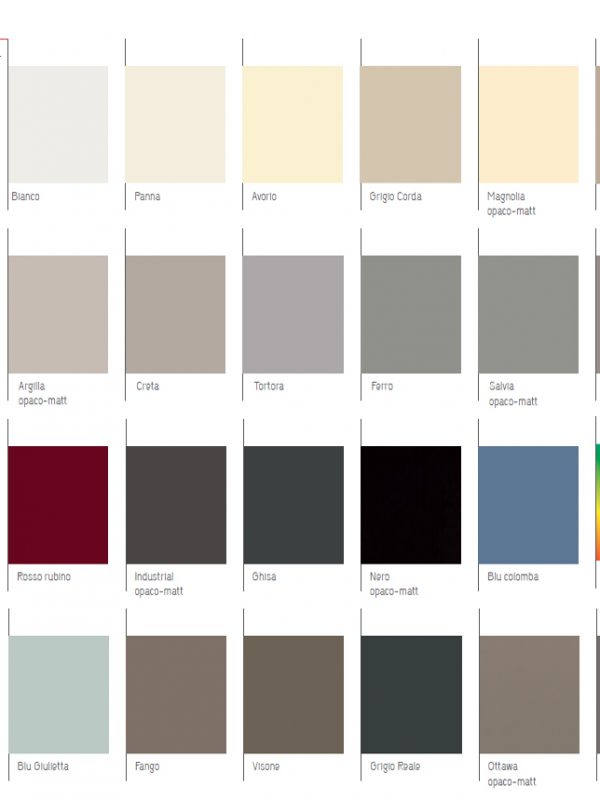 Bianco
Panna
Avorio
Grigio Corda
Magnolia
opaco-matt
Argilla
opaco-matt
Creta
Tortora
Ferro
Salvia
opaco-matt
Rosso rubino
Industrial
opaco-matt
Ghisa
Nero
opaco-matt
Blu colomba
Blu Giulietta
Fango
Visone
Grigio Reale
Ottawa
opaco-matt